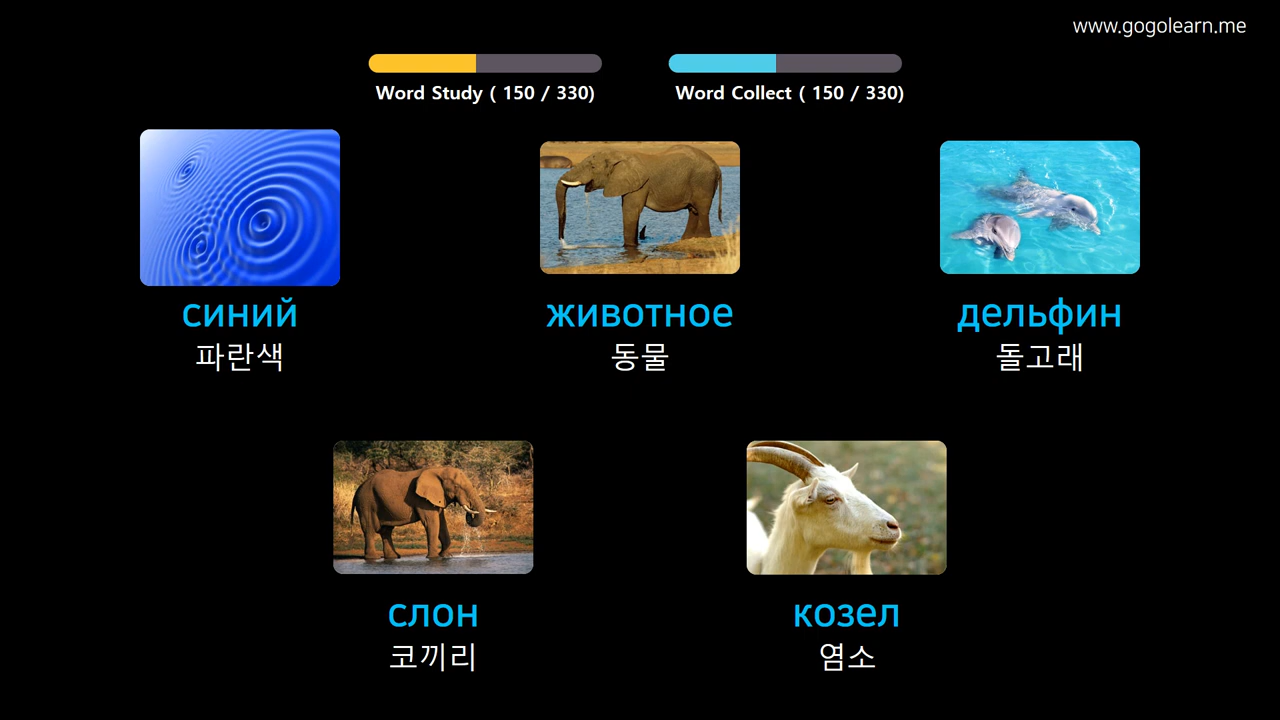 www.gogolearn.me
Word Study ( 150 / 330)
Word Collect ( 150 / 330)
синий
파란색
животное
동물
дельфин
돌고래
слон
코끼리
козел
염소